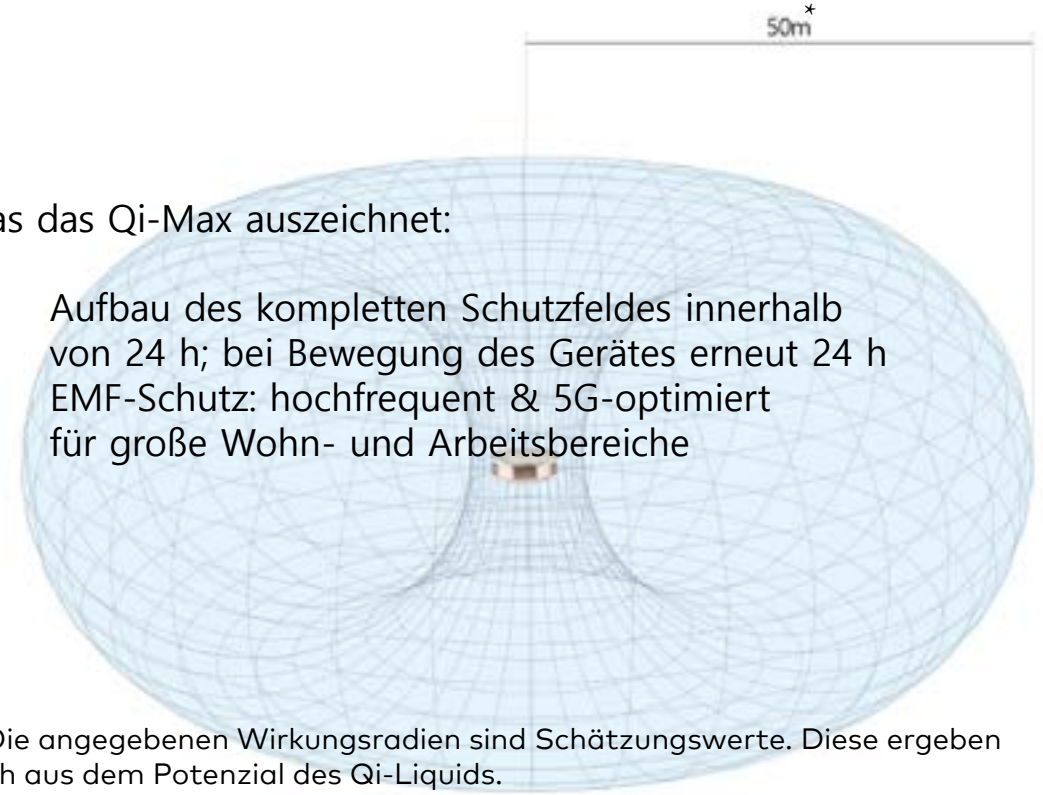 50m*
as das Qi-Max auszeichnet:
Aufbau des kompletten Schutzfeldes innerhalb
von 24 h; bei Bewegung des Gerätes erneut 24 h
EMF-Schutz: hochfrequent & 5G-optimiert
für große Wohn- und Arbeitsbereiche
Die angegebenen Wirkungsradien sind Schätzungswerte. Diese ergeben
h aus dem Potenzial des Qi-Liquids.